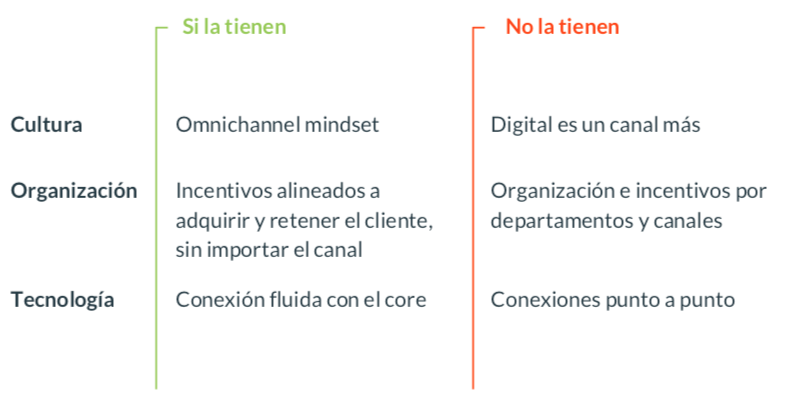 Si la tienen
No la tienen
Cultura
Omnichannel mindset
Digital es un canal más
Organización
Incentivos alineados a
adquirir y retener el cliente,
sin importar el canal
Organización e incentivos por
departamentos y canales
Tecnología
Conexión fluida con el core
Conexiones punto a punto